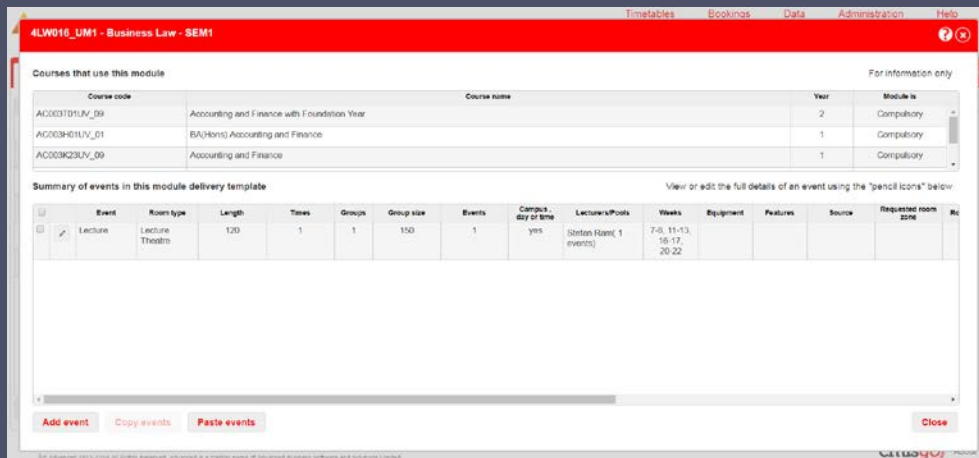 Timetables Bookings Data Administration Help
4LW016_UM1 - Business Law - SEM1
Courses that use this module For information only
Course code Course name Year Module is
AC003T01UV_09 Accounting and Finance with Foundation Year 2 Compulsory
AC003H01UV_01 BA(Hons) Accounting and Finance 1 Compulsory
AC003K23UV_09 Accounting and Finance 1 Compulsory
Summary of events in this module delivery template View or edit the full details of an event using the "pencil icons" below
Event Room type Length Times Groups Group size Events Campus, day or time Lecturers/Pools Weeks Equipment Features Source Requested room zone
Lecture Lecture Theatre 120 1 1 150 1 yes Stefan Ram( 1 events) 7-8, 11-13, 16-17, 20-22
Add event Copy events Paste events Close